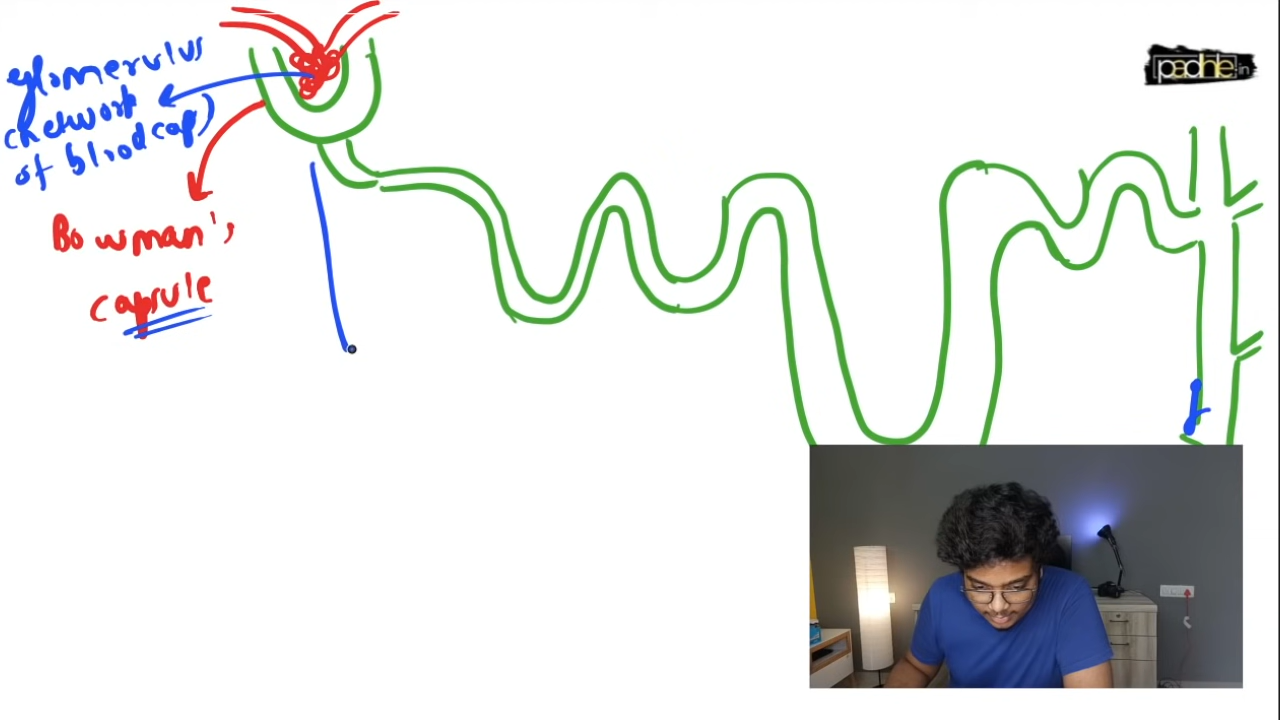 glomerulus
(network
of blood cap)
Bowman's
capsule
padhle.in